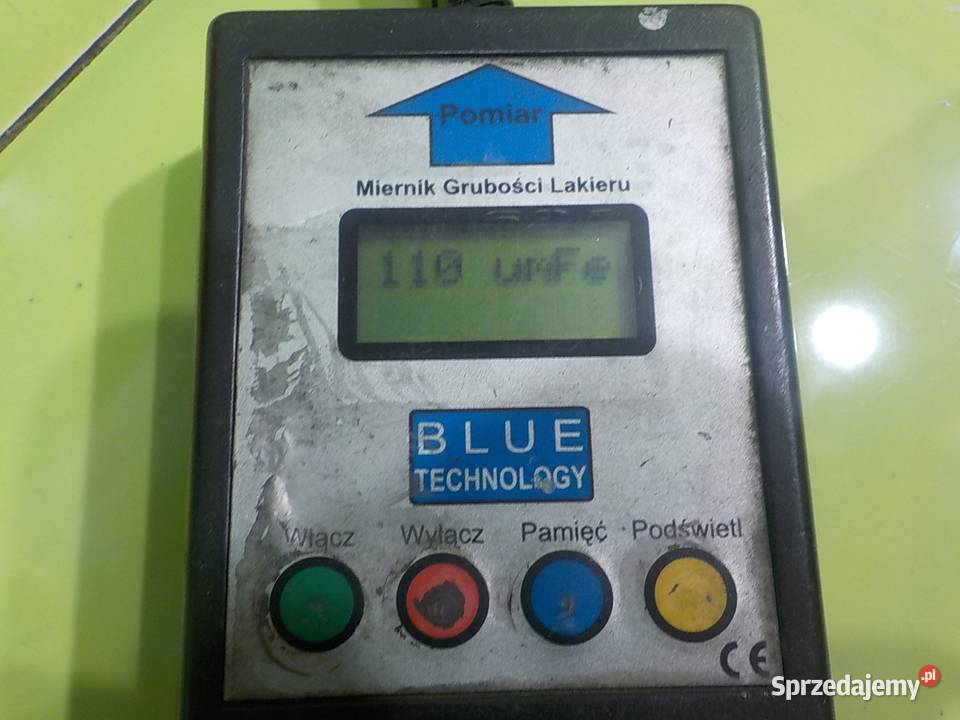 Pomiar
Miernik Grubości Lakieru
110 umFe
BLUE
TECHNOLOGY
Włącz Wyłącz Pamięć Podświetl
CE
Sprzedajemy.pl